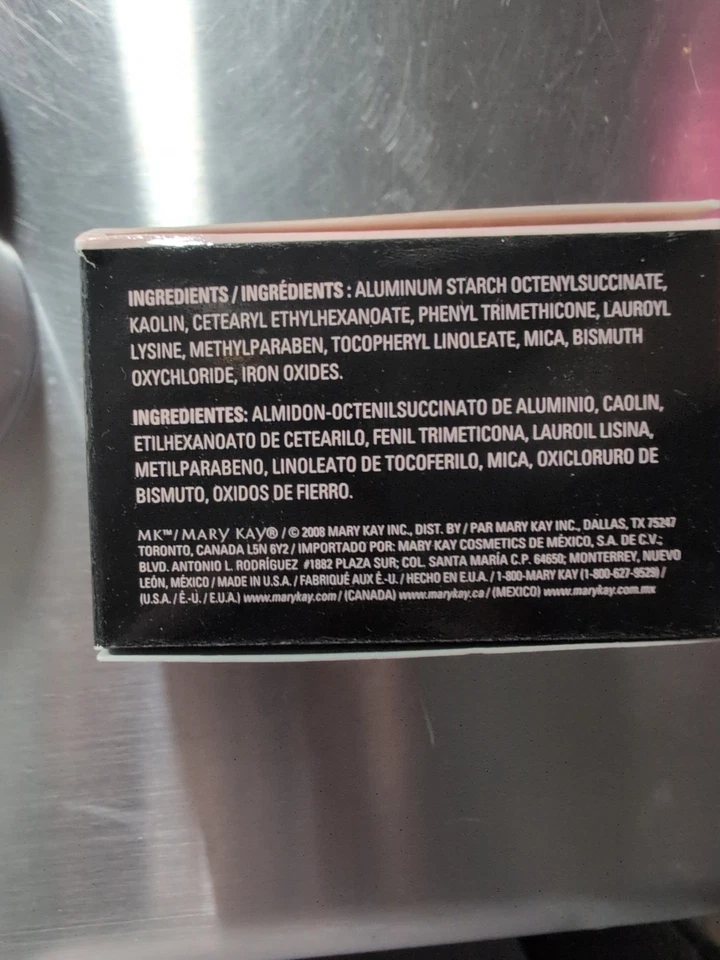 INGREDIENTS / INGRÉDIENTS : ALUMINUM STARCH OCTENYLSUCCINATE,
KAOLIN, CETEARYL ETHYLHEXANOATE, PHENYL TRIMETHICONE, LAUROYL
LYSINE, METHYLPARABEN, TOCOPHERYL LINOLEATE, MICA, BISMUTH
OXYCHLORIDE, IRON OXIDES.
INGREDIENTES: ALMIDON-OCTENILSUCCINATO DE ALUMINIO, CAOLIN,
ETILHEXANOATO DE CETEARILO, FENIL TRIMETICONA, LAUROIL LISINA,
METILPARABENO, LINOLEATO DE TOCOFERILO, MICA, OXICLORURO DE
BISMUTO, OXIDOS DE FIERRO.
MK™ / MARY KAY® / © 2008 MARY KAY INC., DIST. BY / PAR MARY KAY INC., DALLAS, TX 75247
TORONTO, CANADA L5N 6Y2 / IMPORTADO POR: MARY KAY COSMETICS DE MÉXICO, S.A. DE C.V.;
BLVD. ANTONIO L. RODRÍGUEZ #1882 PLAZA SUR; COL. SANTA MARÍA C.P. 64650; MONTERREY, NUEVO
LEÓN, MÉXICO / MADE IN U.S.A. / FABRIQUÉ AUX É.-U. / HECHO EN E.U.A. / 1-800-MARY KAY (1-800-627-9529) /
(U.S.A. / É.-U. / E.U.A.) www.marykay.com / (CANADA) www.marykay.ca / (MEXICO) www.marykay.com.mx